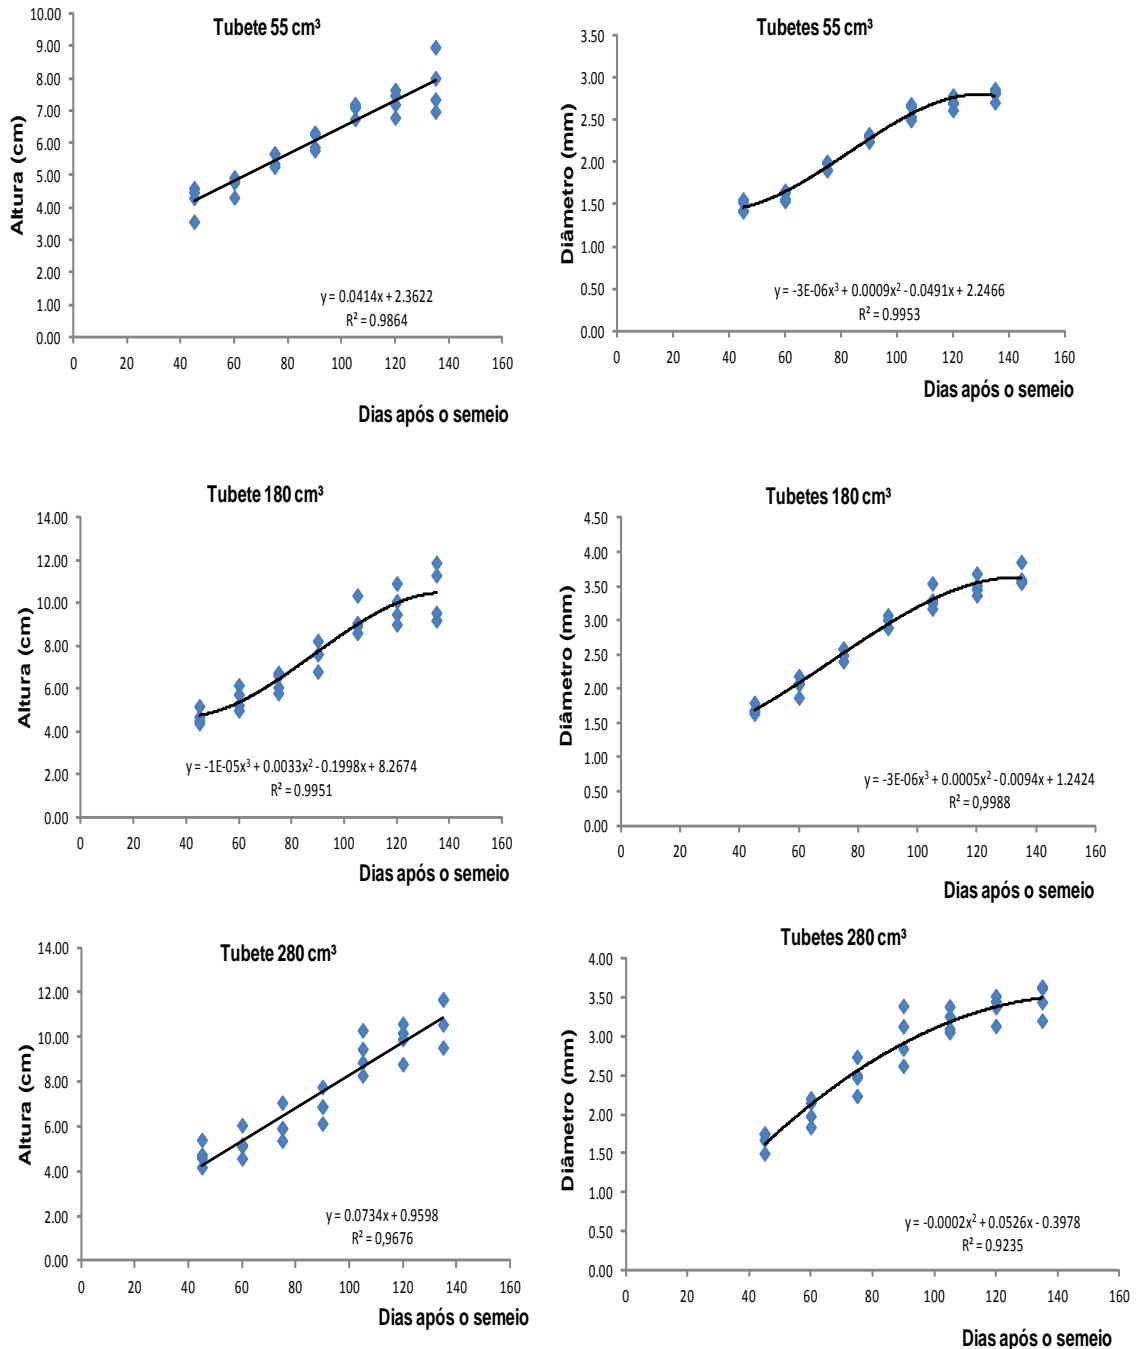 Tubete 55 cm³
Altura (cm)
10.00
9.00
8.00
7.00
6.00
5.00
4.00
3.00
2.00
1.00
0.00
y = 0.0414x + 2.3622
R² = 0.9864
0 20 40 60 80 100 120 140 160
Dias após o semeio
Tubetes 55 cm³
Diâmetro (mm)
3.50
3.00
2.50
2.00
1.50
1.00
0.50
0.00
y = -3E-06x³ + 0.0009x² - 0.0491x + 2.2466
R² = 0.9953
0 20 40 60 80 100 120 140 160
Dias após o semeio
Tubete 180 cm³
Altura (cm)
14.00
12.00
10.00
8.00
6.00
4.00
2.00
0.00
y = -1E-05x³ + 0.0033x² - 0.1998x + 8.2674
R² = 0.9951
0 20 40 60 80 100 120 140 160
Dias após o semeio
Tubetes 180 cm³
Diâmetro (mm)
4.50
4.00
3.50
3.00
2.50
2.00
1.50
1.00
0.50
0.00
y = -3E-06x³ + 0.0005x² - 0.0094x + 1.2424
R² = 0,9988
0 20 40 60 80 100 120 140 160
Dias após o semeio
Tubete 280 cm³
Altura (cm)
14.00
12.00
10.00
8.00
6.00
4.00
2.00
0.00
y = 0.0734x + 0.9598
R² = 0,9676
0 20 40 60 80 100 120 140 160
Dias após o semeio
Tubetes 280 cm³
Diâmetro (mm)
4.00
3.50
3.00
2.50
2.00
1.50
1.00
0.50
0.00
y = -0.0002x² + 0.0526x - 0.3978
R² = 0.9235
0 20 40 60 80 100 120 140 160
Dias após o semeio